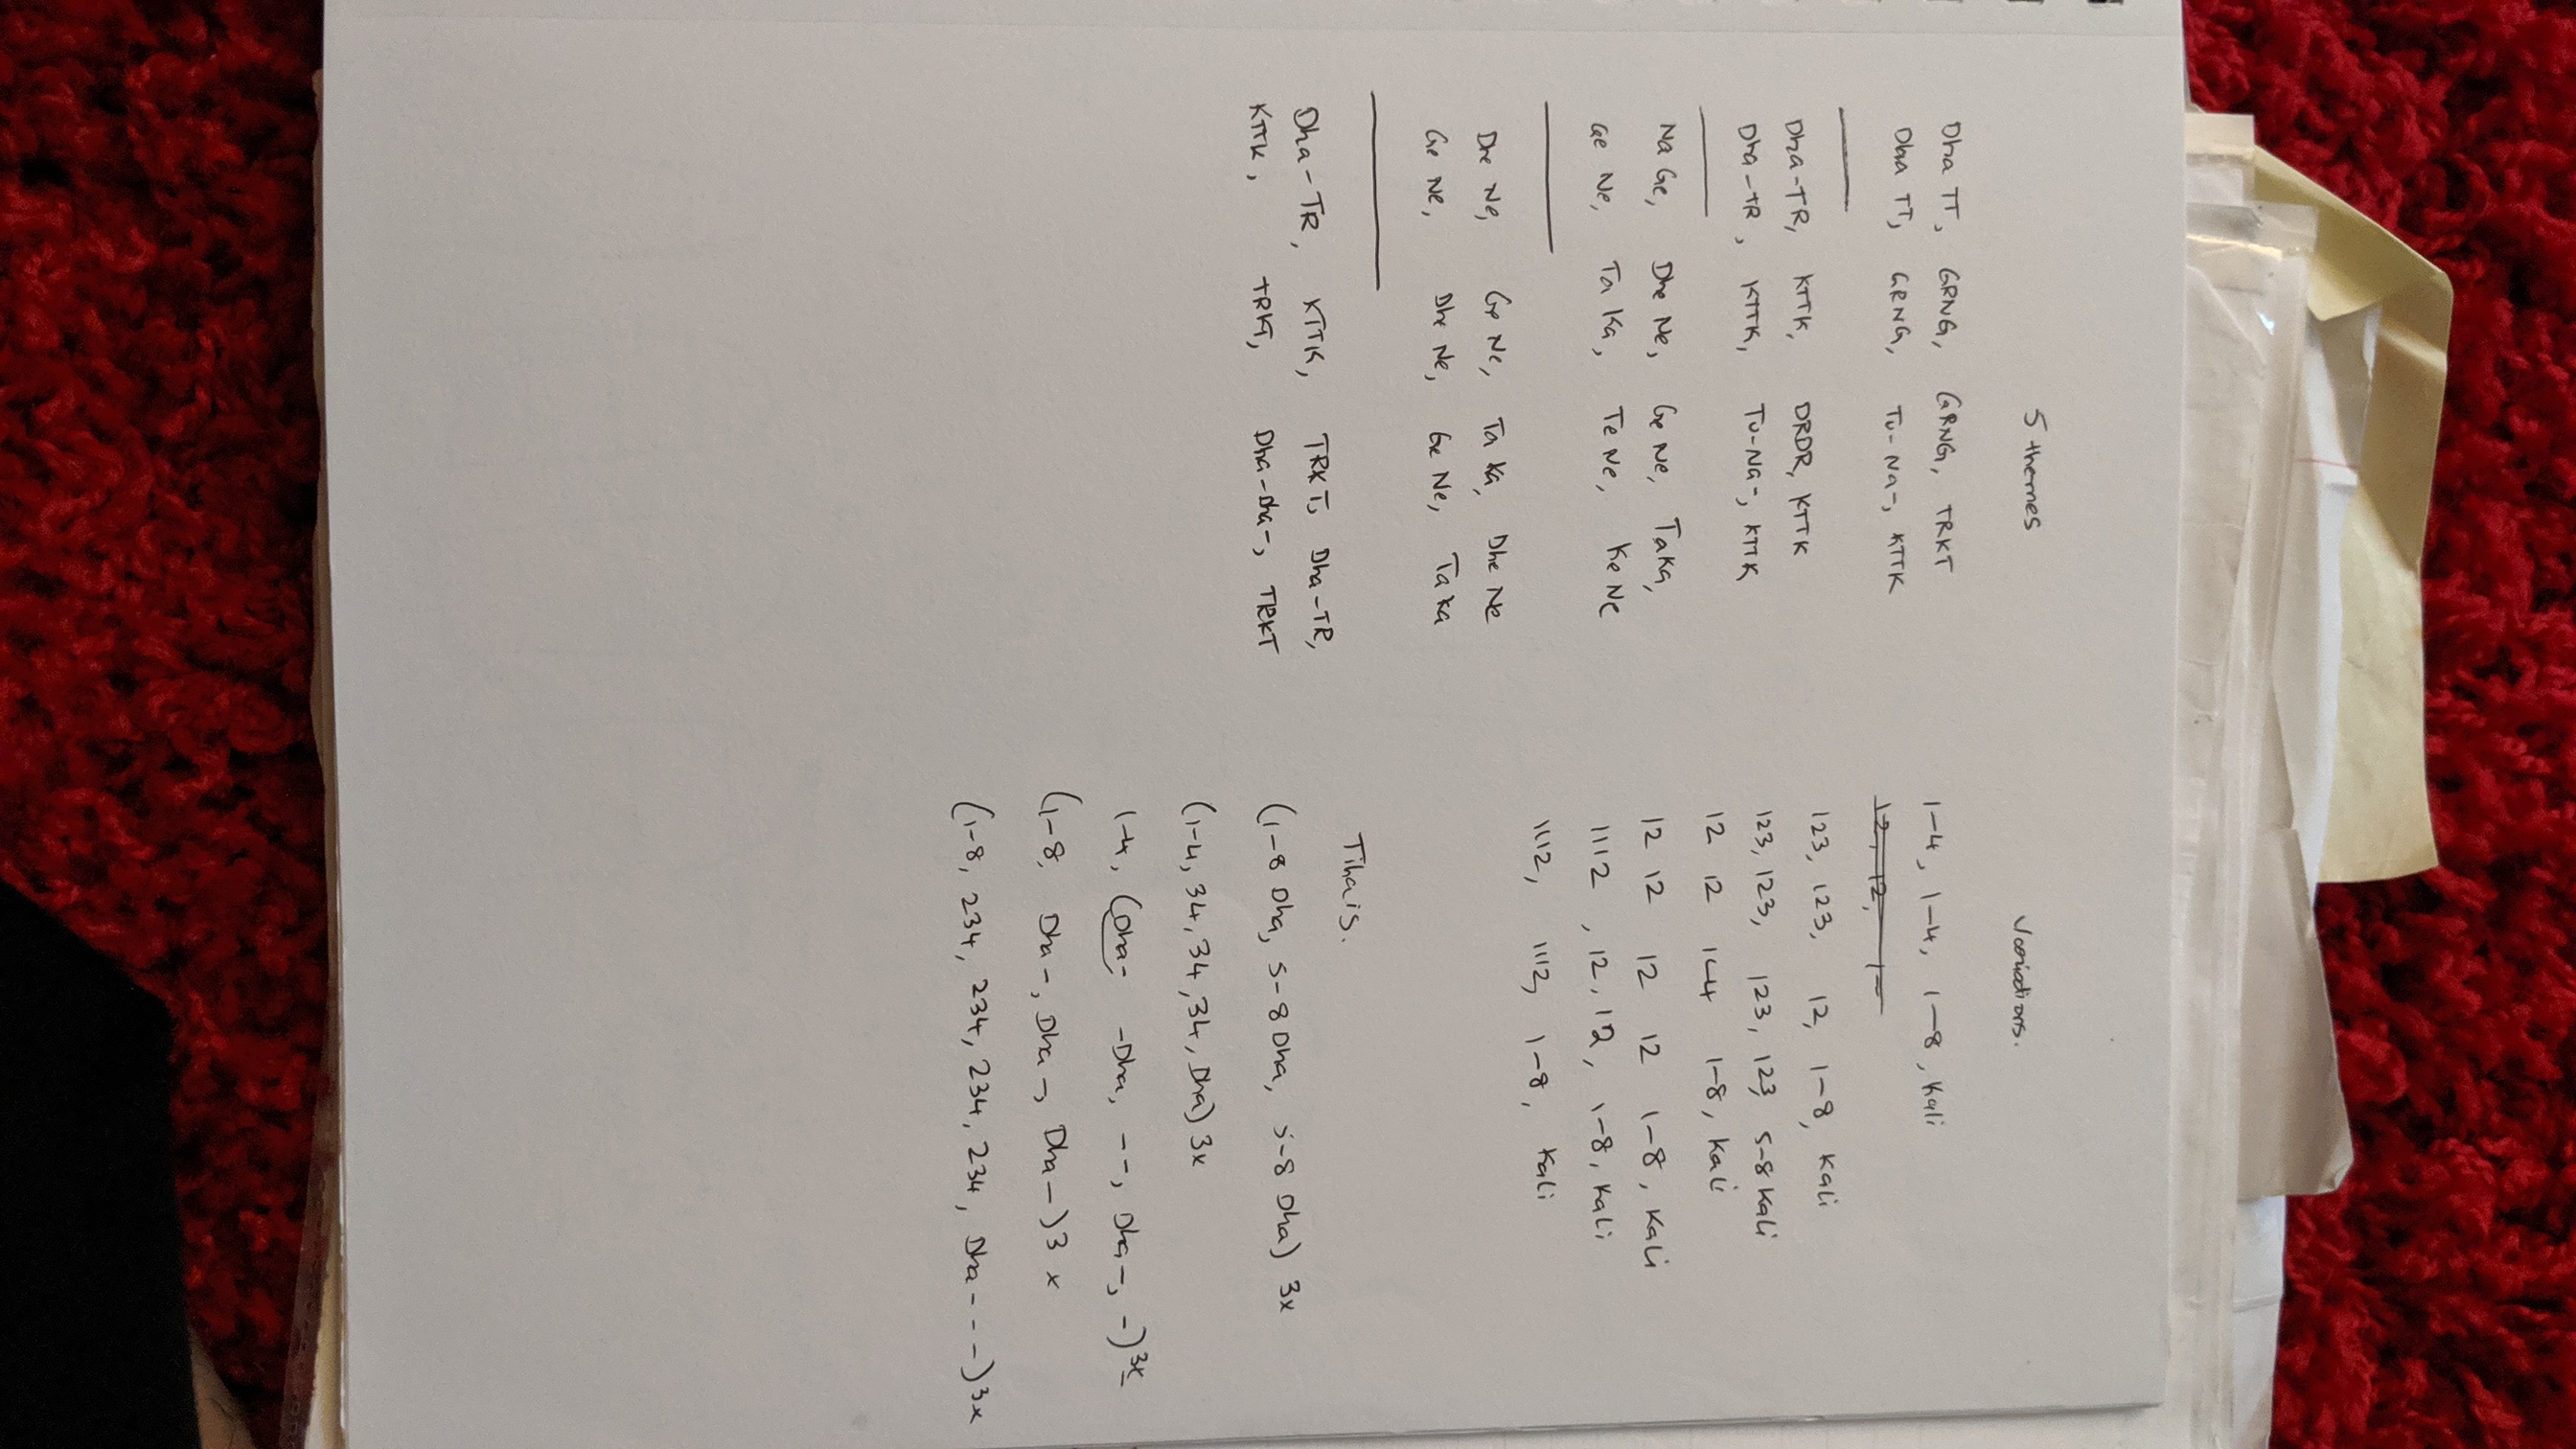 5 themes
Dha TT, GRNG, GRNG, TRKT
Dha TT, GRNG, Tu-Na-, KTTK
Dha-TR, KTTK, DRDR, KTTK
Dha-TR, KTTK, Tu-Na-, KTTK
Na Ge, Dhe Ne, Ge Ne, TaKa,
Ge Ne, Ta Ka, Te Ne, Ke Ne
Dhe Ne, Ge Ne, Ta Ka, Dhe Ne
Ge Ne, Dhe Ne, Ge Ne, Ta Ka
Dha-TR, KTTK, TRKT, Dha-TR,
KTTK, TRKT, Dha-Dha-, TRKT
Variations.
1-4, 1-4, 1-8, Kali
12, 12, 1-
123, 123, 12, 1-8, Kali
123, 123, 123, 123 5-8 Kali
12 12 1-4 1-8, Kali
12 12 12 12 1-8, Kali
1112, 12, 12, 1-8, Kali
1112, 1112, 1-8, Kali
Tihais.
(1-8 Dha, 5-8 Dha, 5-8 Dha) 3x
(1-4, 34, 34, 34, Dha) 3x
1-4, (Dha- -Dha, --, Dha-, -) 3x
(1-8, Dha-, Dha-, Dha-) 3x
(1-8, 234, 234, 234, 234, Dha---) 3x